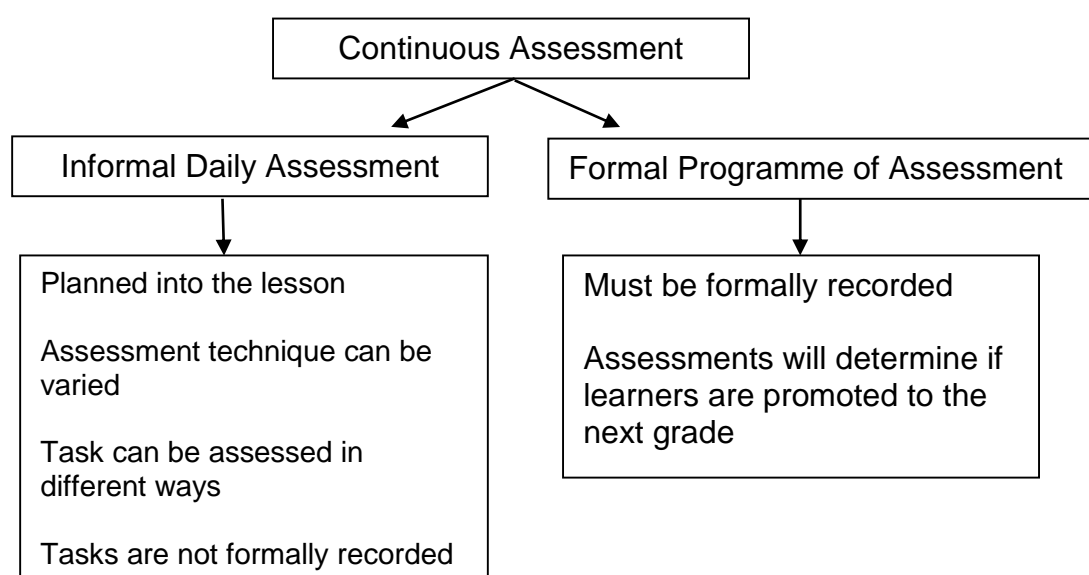 Continuous Assessment
Informal Daily Assessment
Formal Programme of Assessment
Planned into the lesson
Assessment technique can be
varied
Task can be assessed in
different ways
Tasks are not formally recorded
Must be formally recorded
Assessments will determine if
learners are promoted to the
next grade